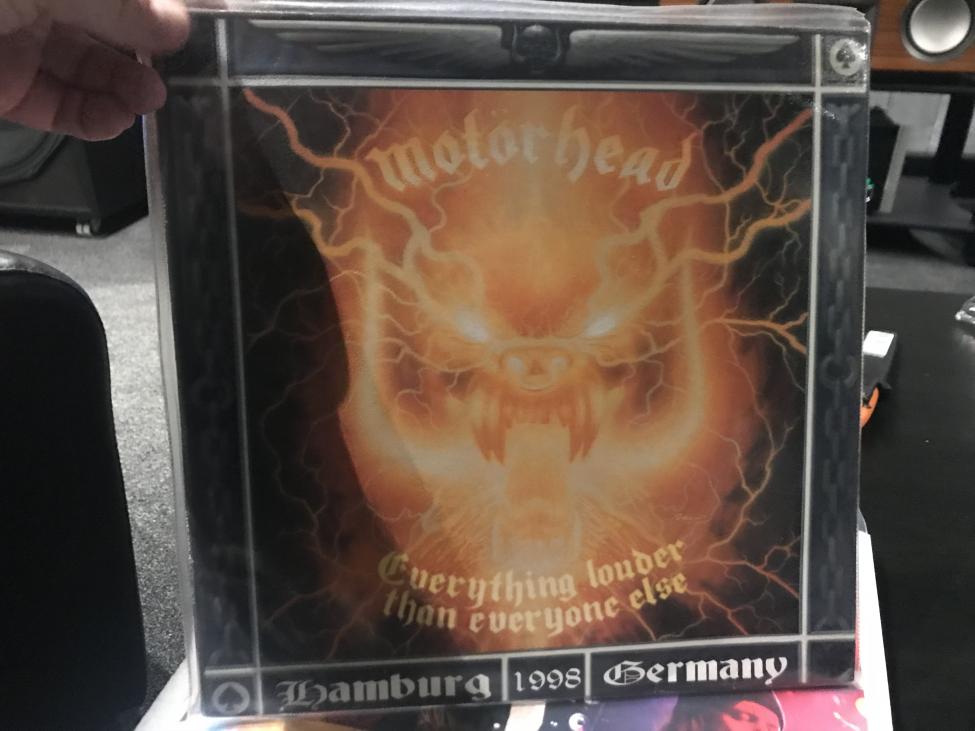 motörhead
Everything louder
than everyone else
Hamburg 1998 Germany